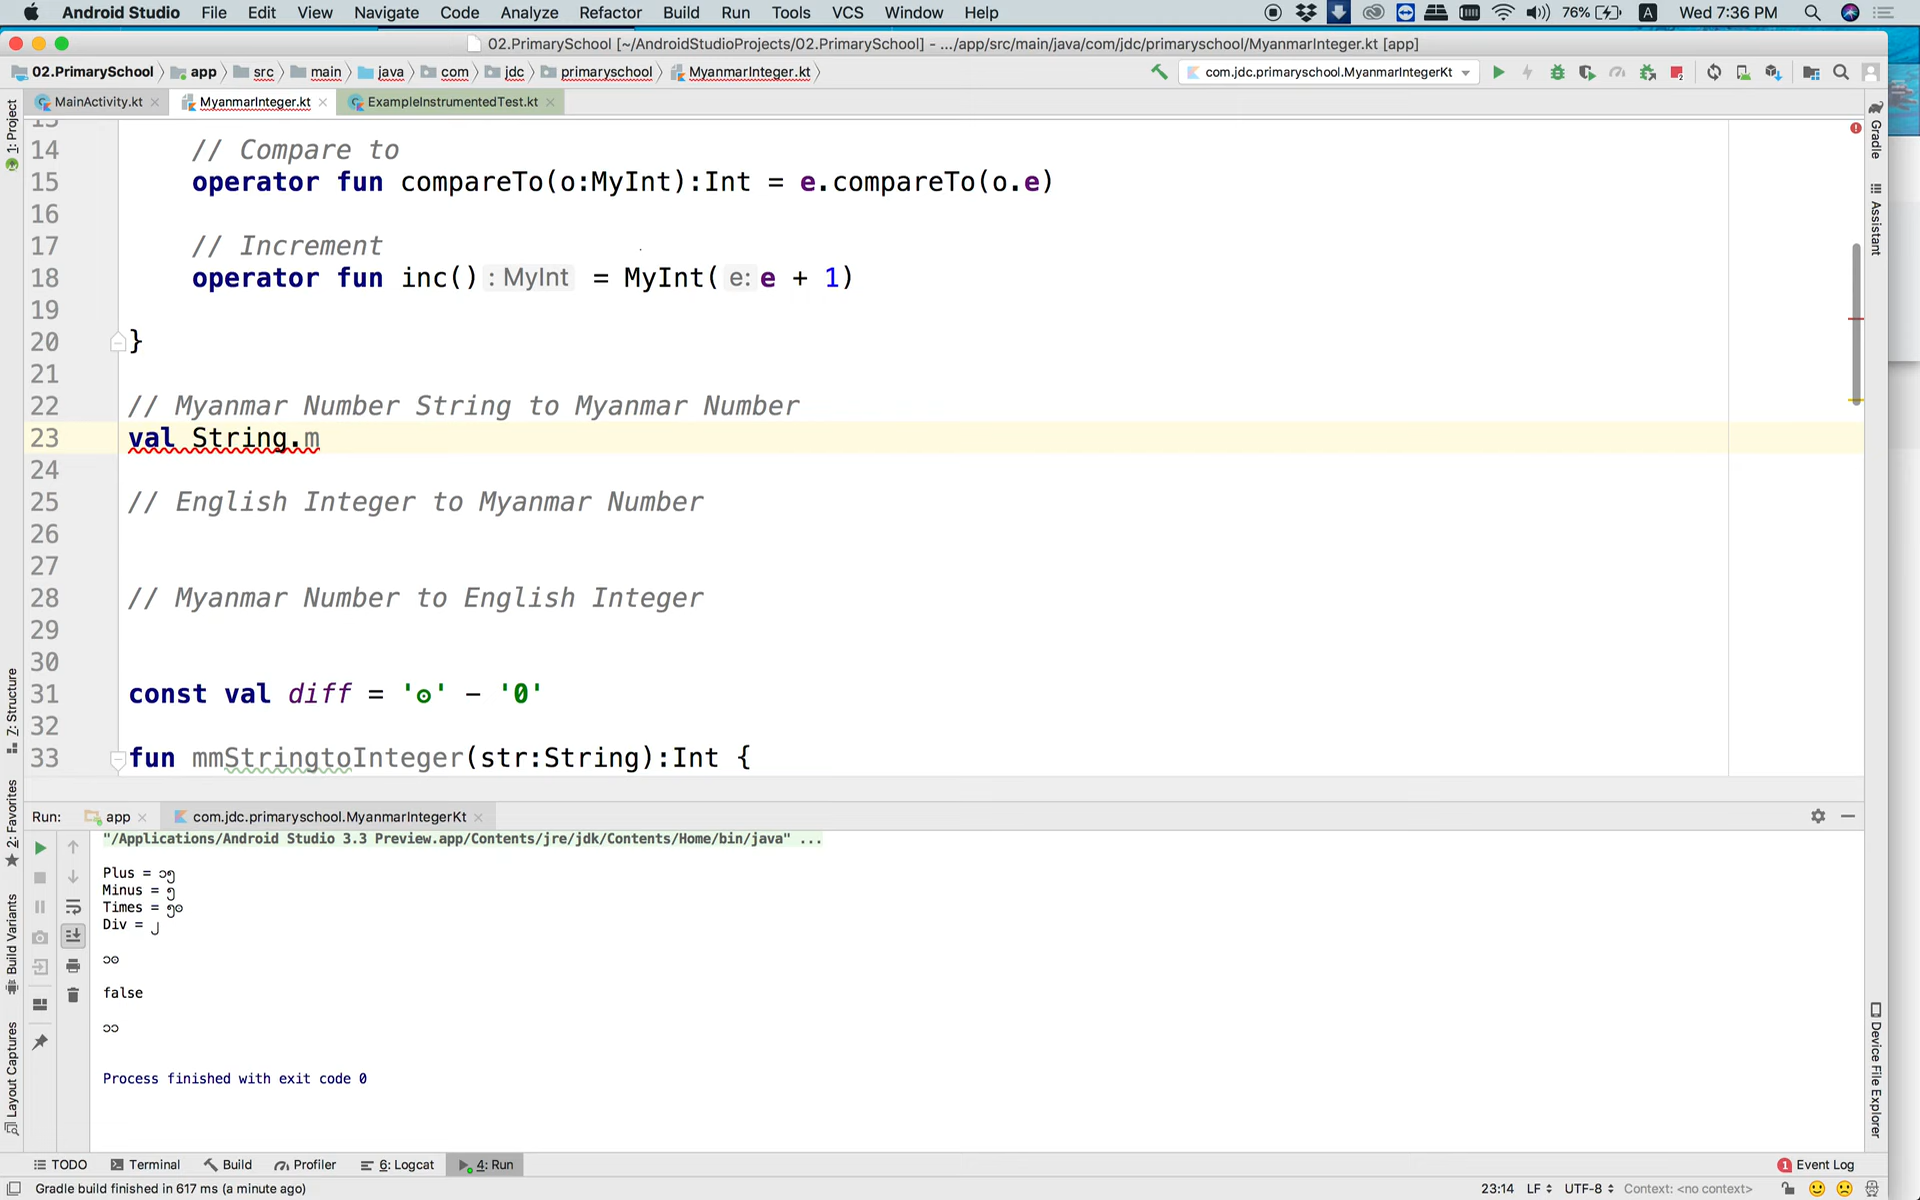 Android Studio File Edit View Navigate Code Analyze Refactor Build Run Tools VCS Window Help 76% A Wed 7:36 PM
02.PrimarySchool [~/AndroidStudioProjects/02.PrimarySchool] - .../app/src/main/java/com/jdc/primaryschool/MyanmarInteger.kt [app]
02.PrimarySchool app src main java com jdc primaryschool MyanmarInteger.kt com.jdc.primaryschool.MyanmarIntegerKt
MainActivity.kt MyanmarInteger.kt ExampleInstrumentedTest.kt
1: Project
Z: Structure
2: Favorites
Build Variants
Layout Captures
Gradle
Assistant
Device File Explorer
14 // Compare to
15 operator fun compareTo(o:MyInt):Int = e.compareTo(o.e)
16
17 // Increment
18 operator fun inc() : MyInt = MyInt( e: e + 1)
19
20 }
21
22 // Myanmar Number String to Myanmar Number
23 val String.m
24
25 // English Integer to Myanmar Number
26
27
28 // Myanmar Number to English Integer
29
30
31 const val diff = '၀' - '0'
32
33 fun mmStringtoInteger(str:String):Int {
Run: app com.jdc.primaryschool.MyanmarIntegerKt
"/Applications/Android Studio 3.3 Preview.app/Contents/jre/jdk/Contents/Home/bin/java" ...
Plus = ၁၅
Minus = ၅
Times = ၅၀
Div = ၂
၁၀
false
၁၁
Process finished with exit code 0
TODO Terminal Build Profiler 6: Logcat 4: Run 1 Event Log
Gradle build finished in 617 ms (a minute ago) 23:14 LF UTF-8 Context: <no context>